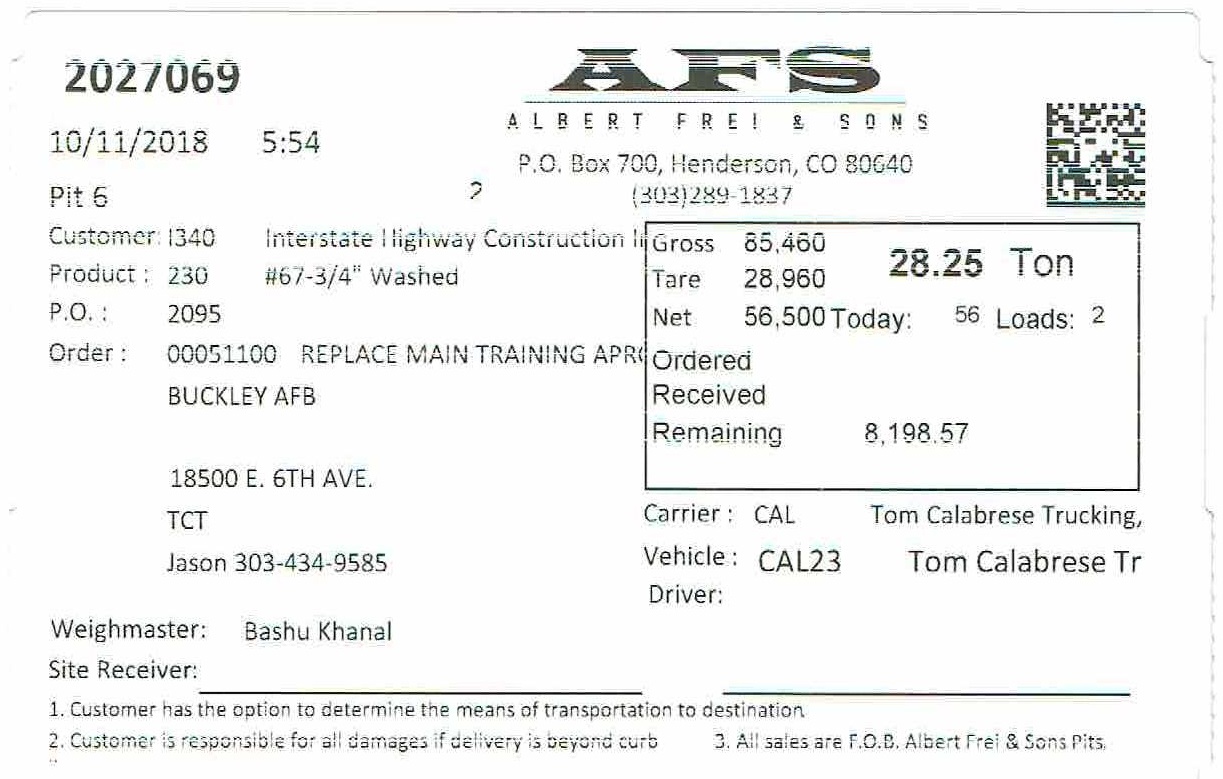 2027069
AFS
ALBERT FREI & SONS
10/11/2018 5:54
P.O. Box 700, Henderson, CO 80640
Pit 6 2 (303)289-1837
Customer: I340 Interstate Highway Construction I
Gross 85,460 28.25 Ton
Product : 230 #67-3/4" Washed
Tare 28,960
P.O. : 2095
Net 56,500 Today: 56 Loads: 2
Order : 00051100 REPLACE MAIN TRAINING APR
Ordered
BUCKLEY AFB
Received
Remaining 8,198.57
18500 E. 6TH AVE.
TCT
Carrier : CAL Tom Calabrese Trucking,
Jason 303-434-9585
Vehicle : CAL23 Tom Calabrese Tr
Driver:
Weighmaster: Bashu Khanal
Site Receiver:
1. Customer has the option to determine the means of transportation to destination
2. Customer is responsible for all damages if delivery is beyond curb 3. All sales are F.O.B. Albert Frei & Sons Pits.